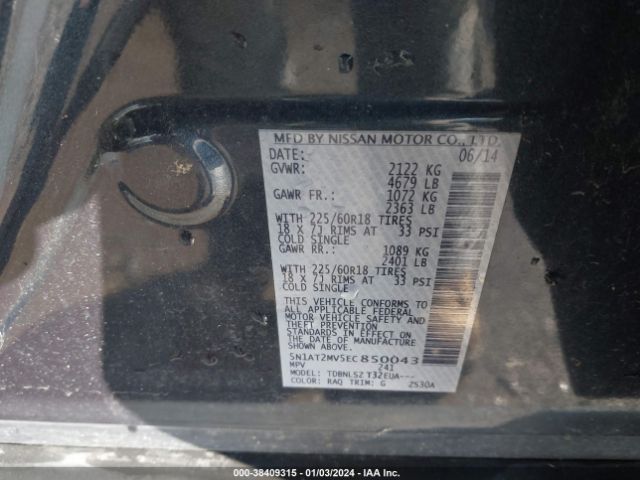 MFD BY NISSAN MOTOR CO., LTD.
DATE: 06/14
GVWR: 2122 KG
4679 LB
GAWR FR.: 1072 KG
2363 LB
WITH 225/60R18 TIRES
18 X 7J RIMS AT 33 PSI
COLD SINGLE
GAWR RR.: 1089 KG
2401 LB
WITH 225/60R18 TIRES
18 X 7J RIMS AT 33 PSI
COLD SINGLE
THIS VEHICLE CONFORMS TO
ALL APPLICABLE FEDERAL
MOTOR VEHICLE SAFETY AND
THEFT PREVENTION
STANDARDS IN EFFECT ON
THE DATE OF MANUFACTURE
SHOWN ABOVE.
5N1AT2MV5EC850043
MPV 241
MODEL: TDBNLS2 T32EUA---
COLOR: RAQ TRIM: G 2S30A
000-38409315 - 01/03/2024 - IAA Inc.